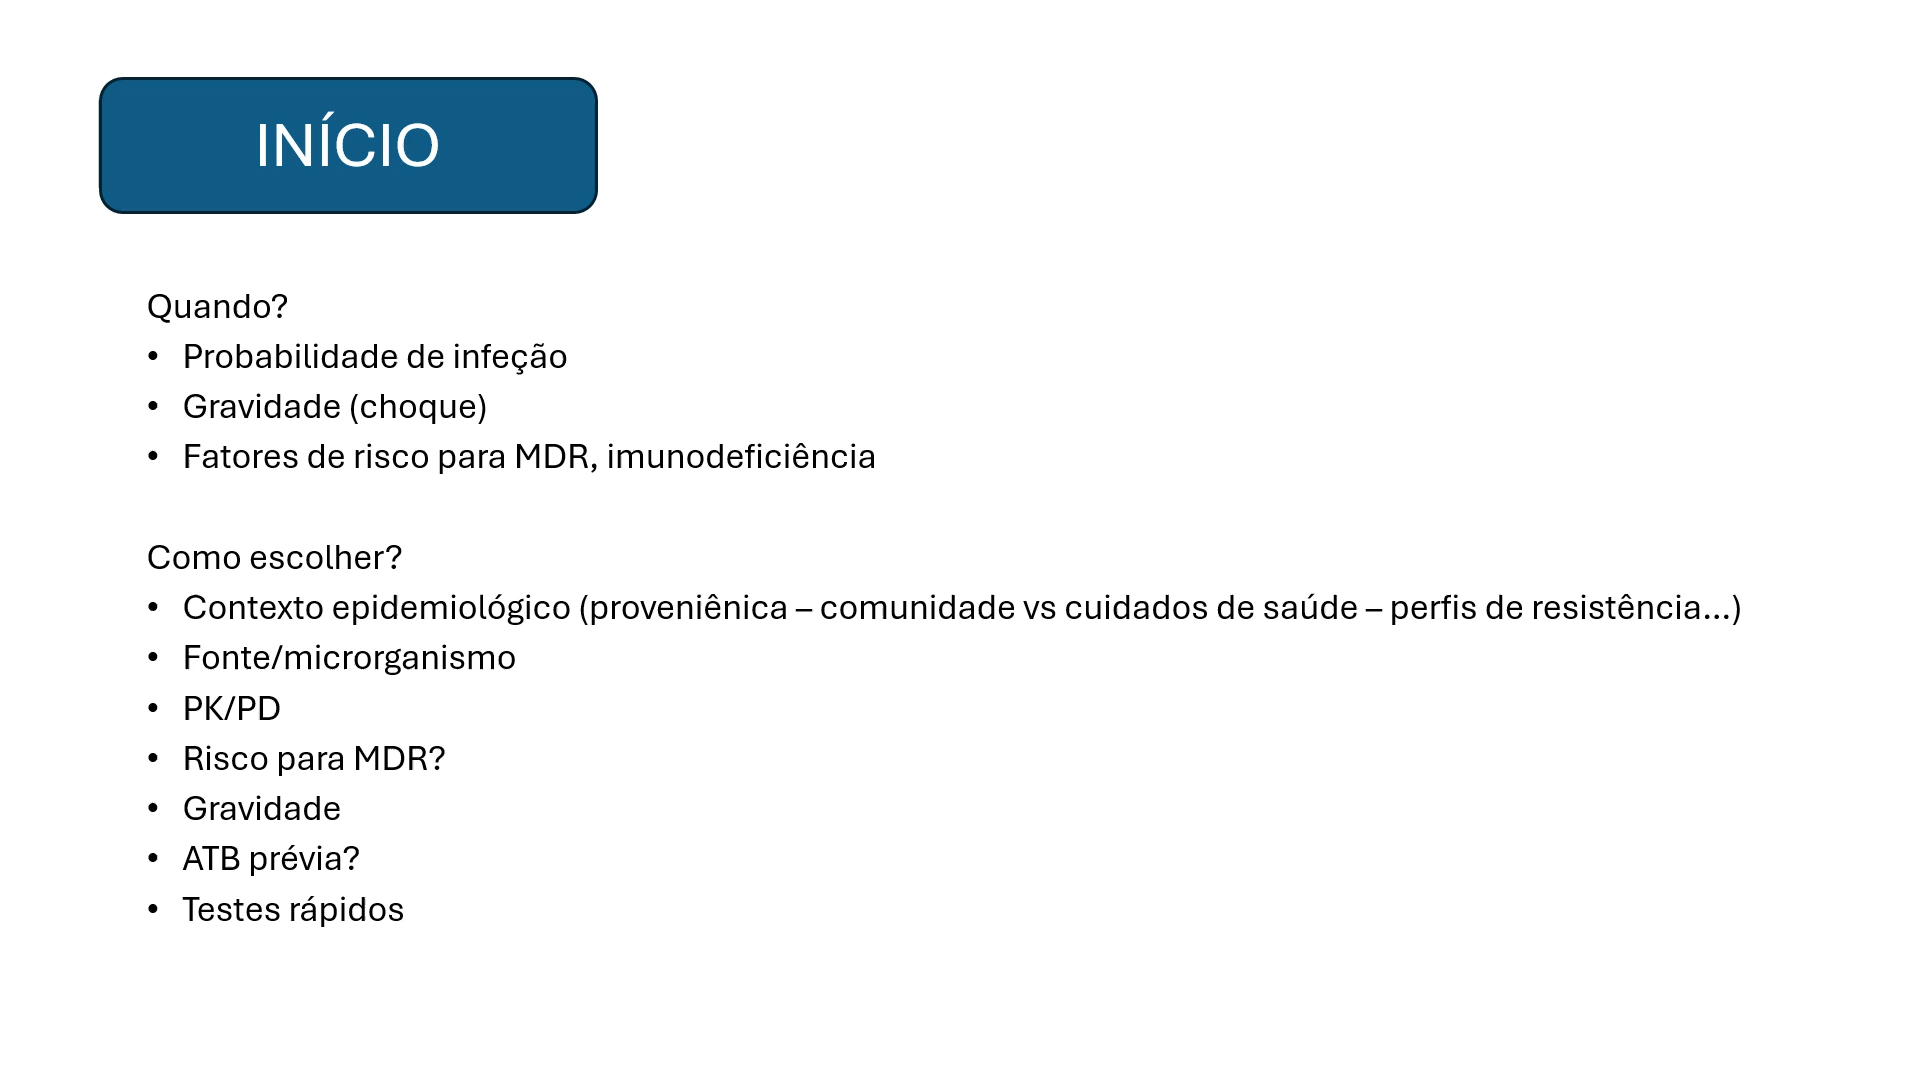 INÍCIO
Quando?
• Probabilidade de infeção
• Gravidade (choque)
• Fatores de risco para MDR, imunodeficiência
Como escolher?
• Contexto epidemiológico (proveniênica – comunidade vs cuidados de saúde – perfis de resistência...)
• Fonte/microrganismo
• PK/PD
• Risco para MDR?
• Gravidade
• ATB prévia?
• Testes rápidos